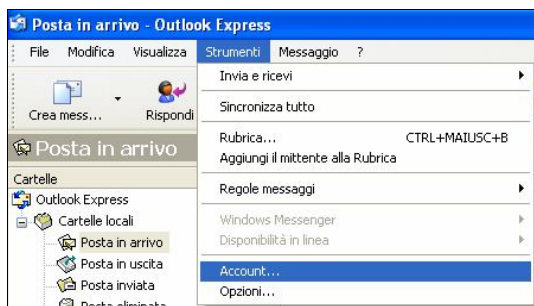 Posta in arrivo - Outlook Express
File Modifica Visualizza Strumenti Messaggio ?
Crea mess... Rispondi
Invia e ricevi
Sincronizza tutto
Rubrica... CTRL+MAIUSC+B
Aggiungi il mittente alla Rubrica
Regole messaggi
Windows Messenger
Disponibilità in linea
Account...
Opzioni...
Posta in arrivo
Cartelle
Outlook Express
Cartelle locali
Posta in arrivo
Posta in uscita
Posta inviata
Posta eliminata